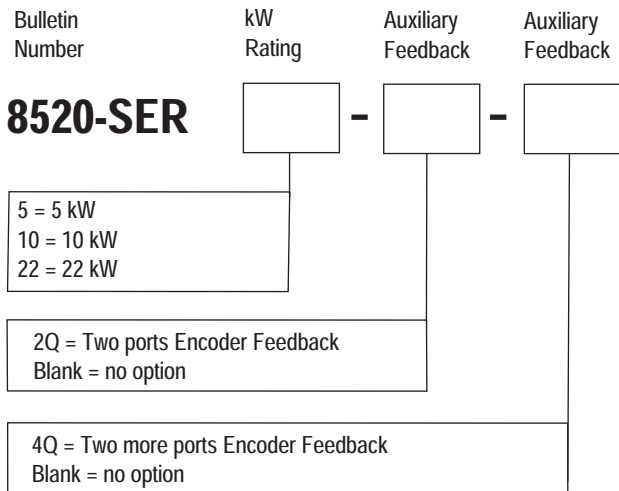 Bulletin Number
kW Rating
Auxiliary Feedback
Auxiliary Feedback
8520-SER - -
5 = 5 kW
10 = 10 kW
22 = 22 kW
2Q = Two ports Encoder Feedback
Blank = no option
4Q = Two more ports Encoder Feedback
Blank = no option